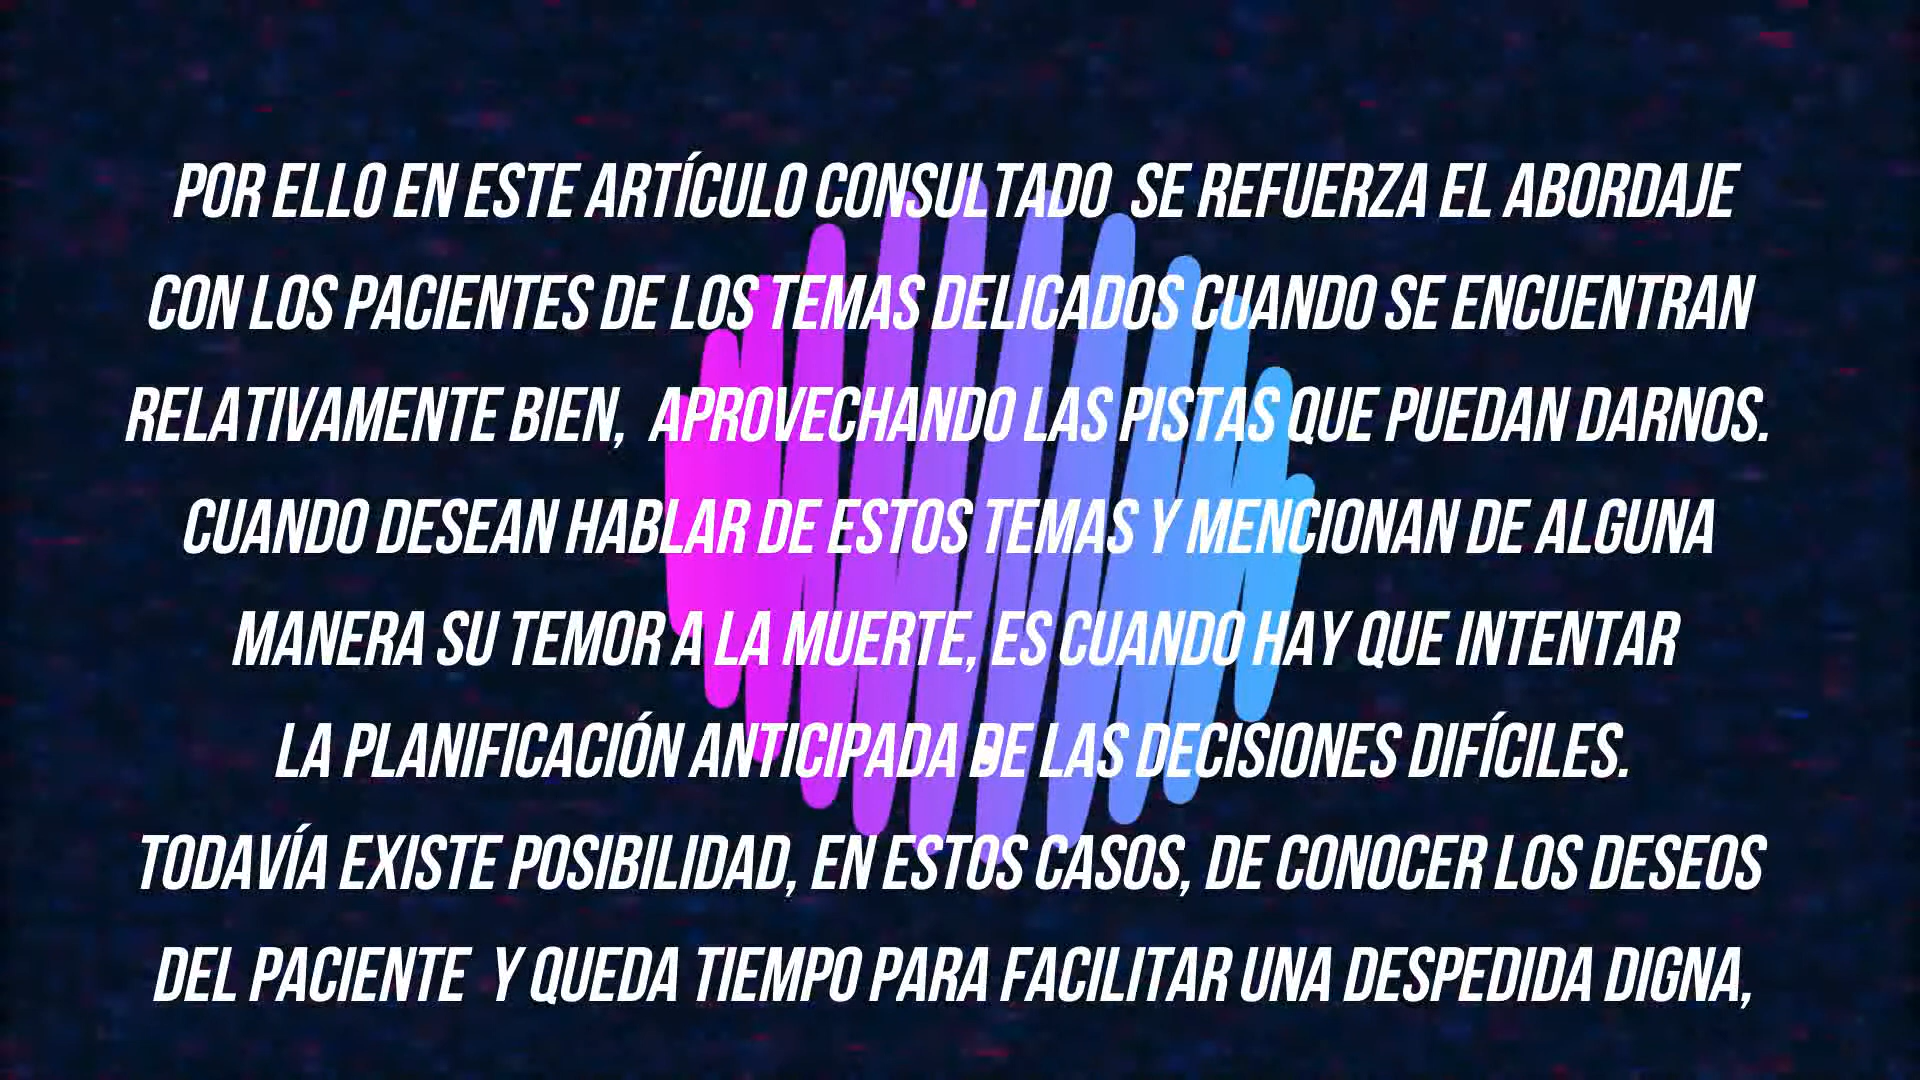 POR ELLO EN ESTE ARTÍCULO CONSULTADO SE REFUERZA EL ABORDAJE
CON LOS PACIENTES DE LOS TEMAS DELICADOS CUANDO SE ENCUENTRAN
RELATIVAMENTE BIEN, APROVECHANDO LAS PISTAS QUE PUEDAN DARNOS.
CUANDO DESEAN HABLAR DE ESTOS TEMAS Y MENCIONAN DE ALGUNA
MANERA SU TEMOR A LA MUERTE, ES CUANDO HAY QUE INTENTAR
LA PLANIFICACIÓN ANTICIPADA DE LAS DECISIONES DIFÍCILES.
TODAVÍA EXISTE POSIBILIDAD, EN ESTOS CASOS, DE CONOCER LOS DESEOS
DEL PACIENTE Y QUEDA TIEMPO PARA FACILITAR UNA DESPEDIDA DIGNA,